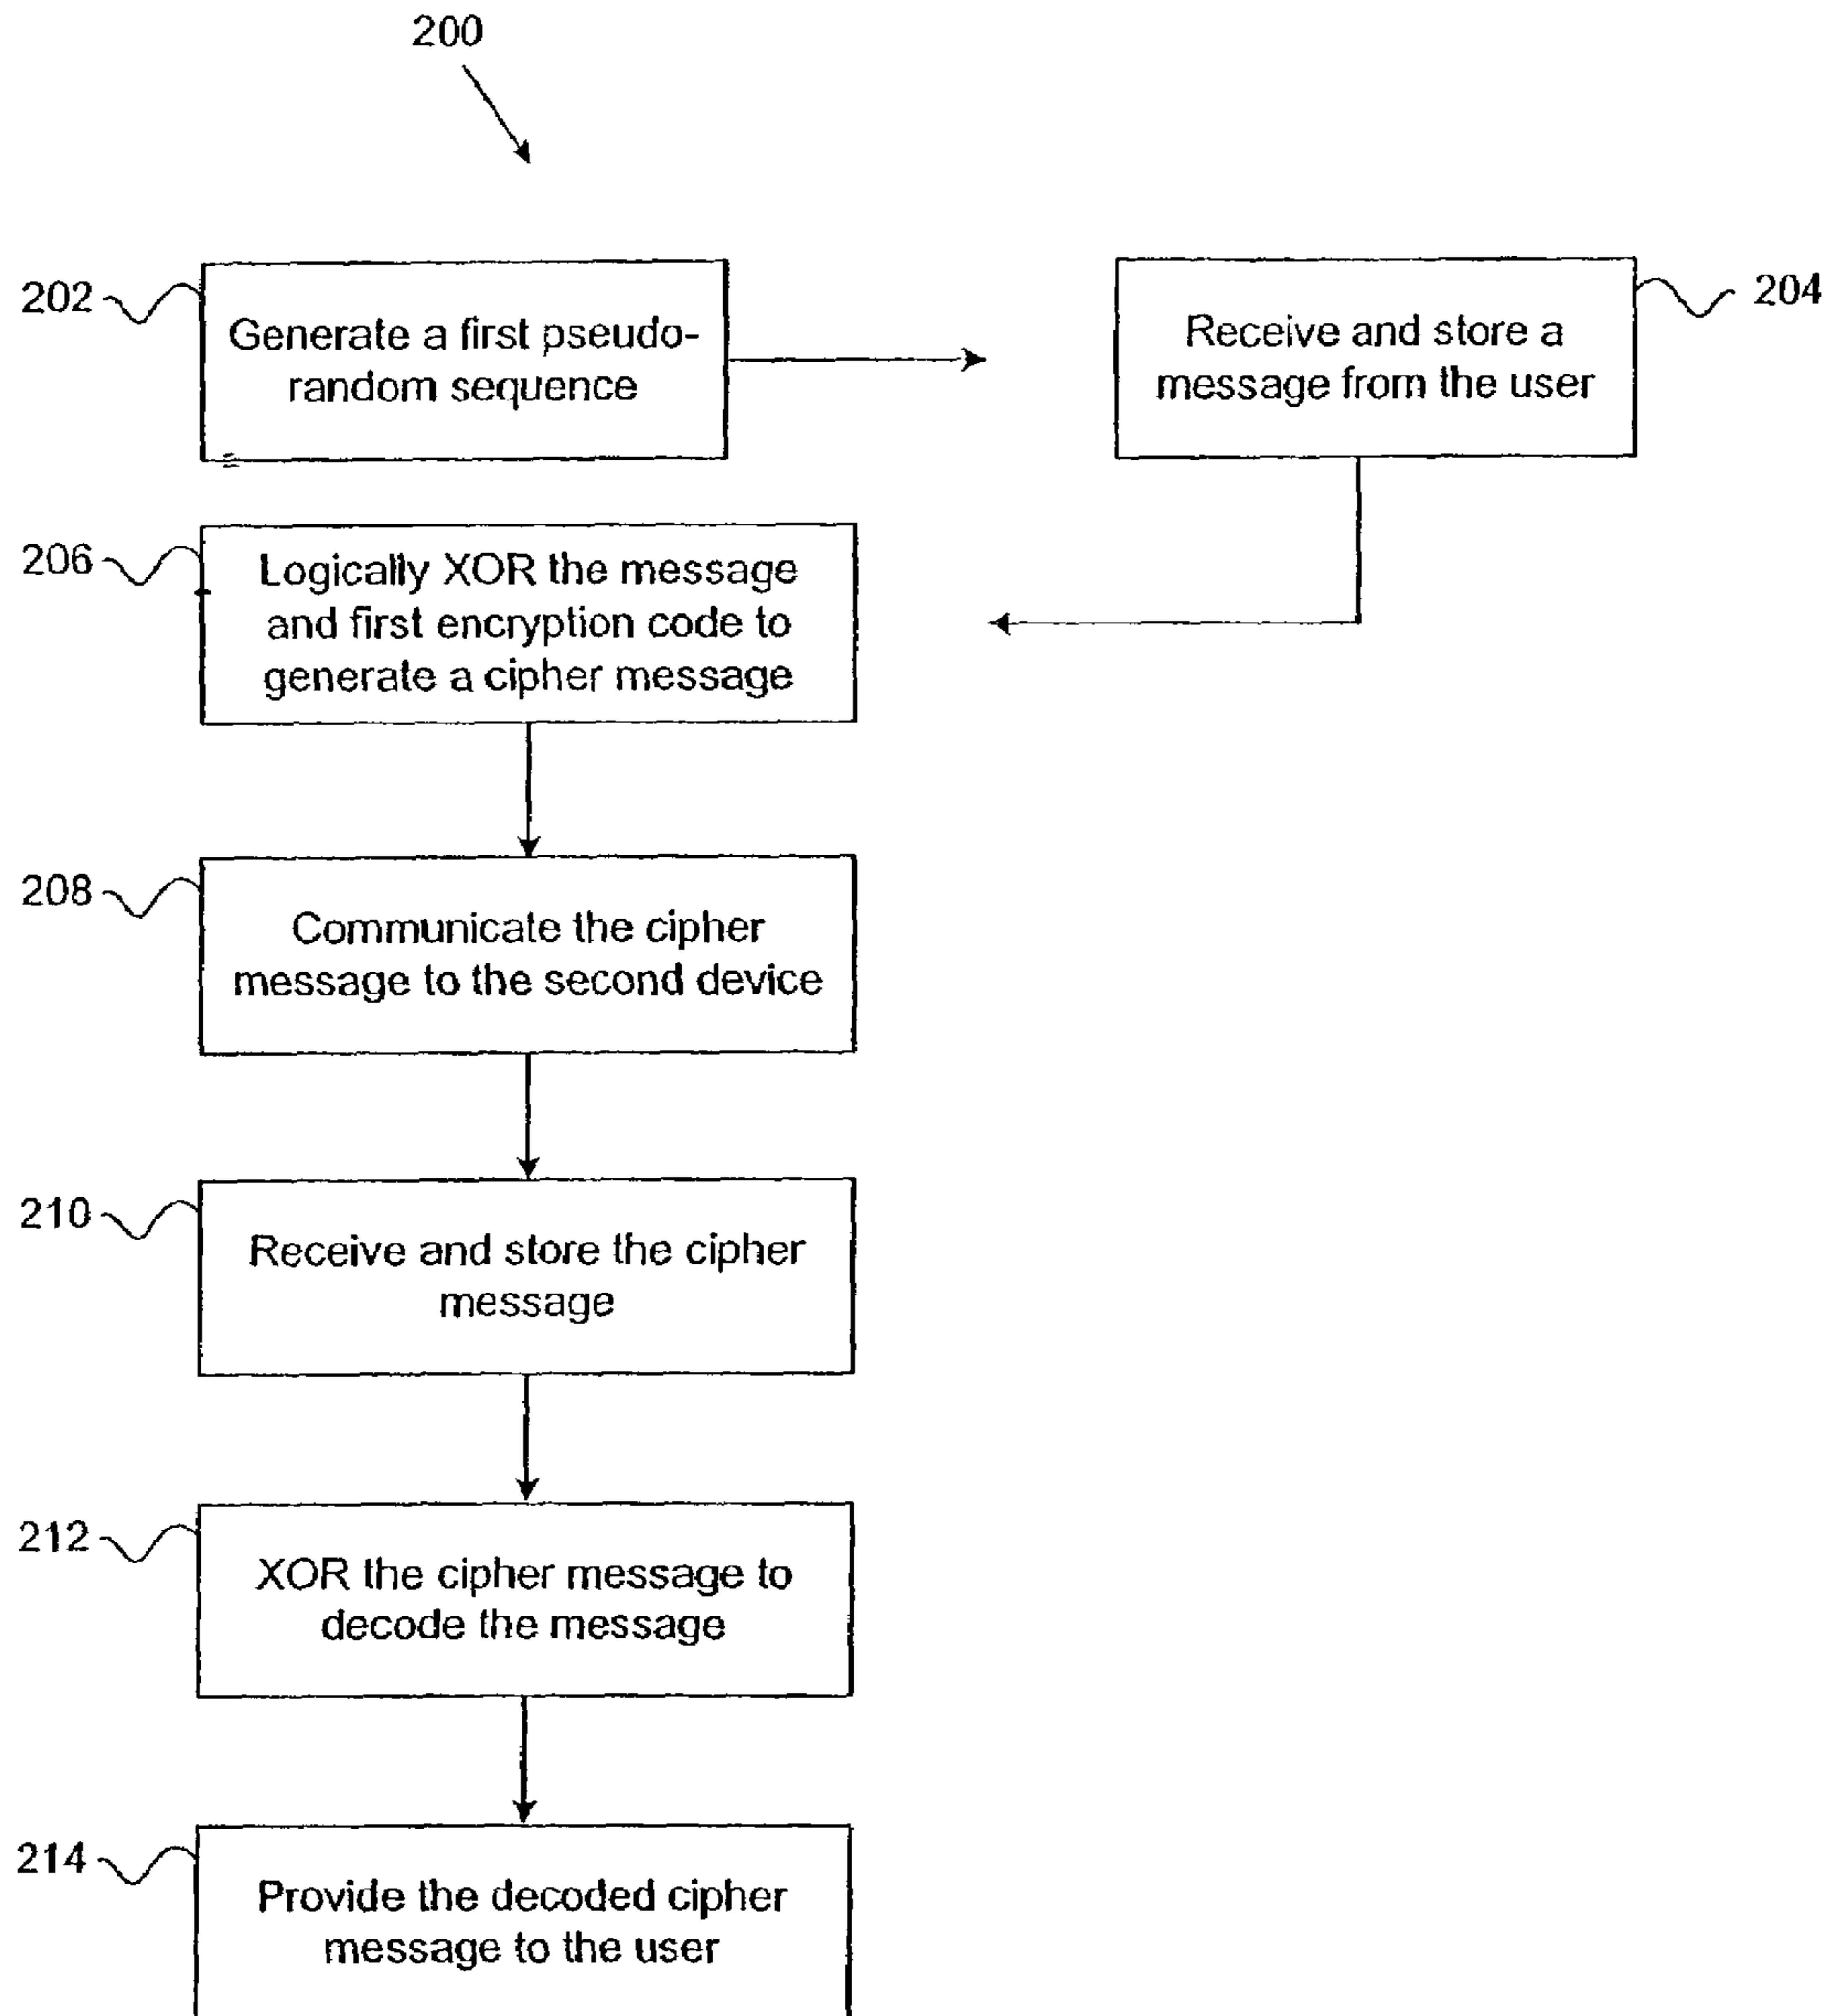 200
202
Generate a first pseudo-
random sequence
204
Receive and store a
message from the user
206
Logically XOR the message
and first encryption code to
generate a cipher message
208
Communicate the cipher
message to the second device
210
Receive and store the cipher
message
212
XOR the cipher message to
decode the message
214
Provide the decoded cipher
message to the user